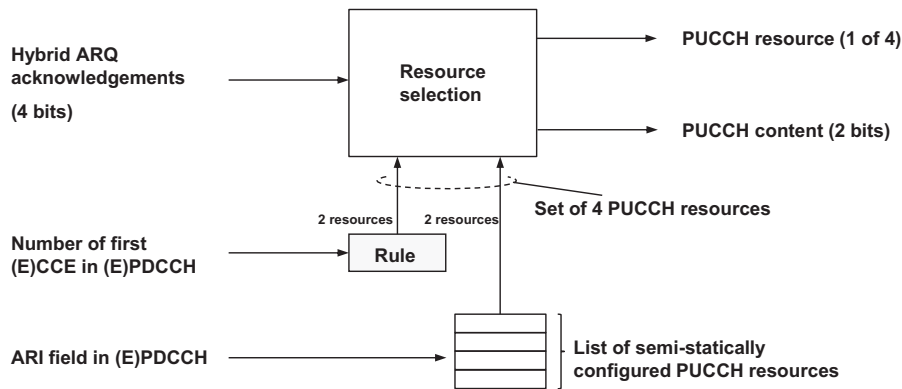 Hybrid ARQ
acknowledgements
(4 bits)
Resource
selection
PUCCH resource (1 of 4)
PUCCH content (2 bits)
Set of 4 PUCCH resources
2 resources
2 resources
Number of first
(E)CCE in (E)PDCCH
Rule
ARI field in (E)PDCCH
List of semi-statically
configured PUCCH resources